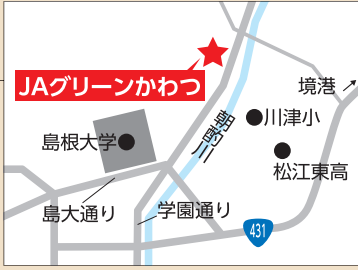 JAグリーンかわつ
境港
川津小
朝酌川
島根大学
松江東高
島大通り
学園通り
431